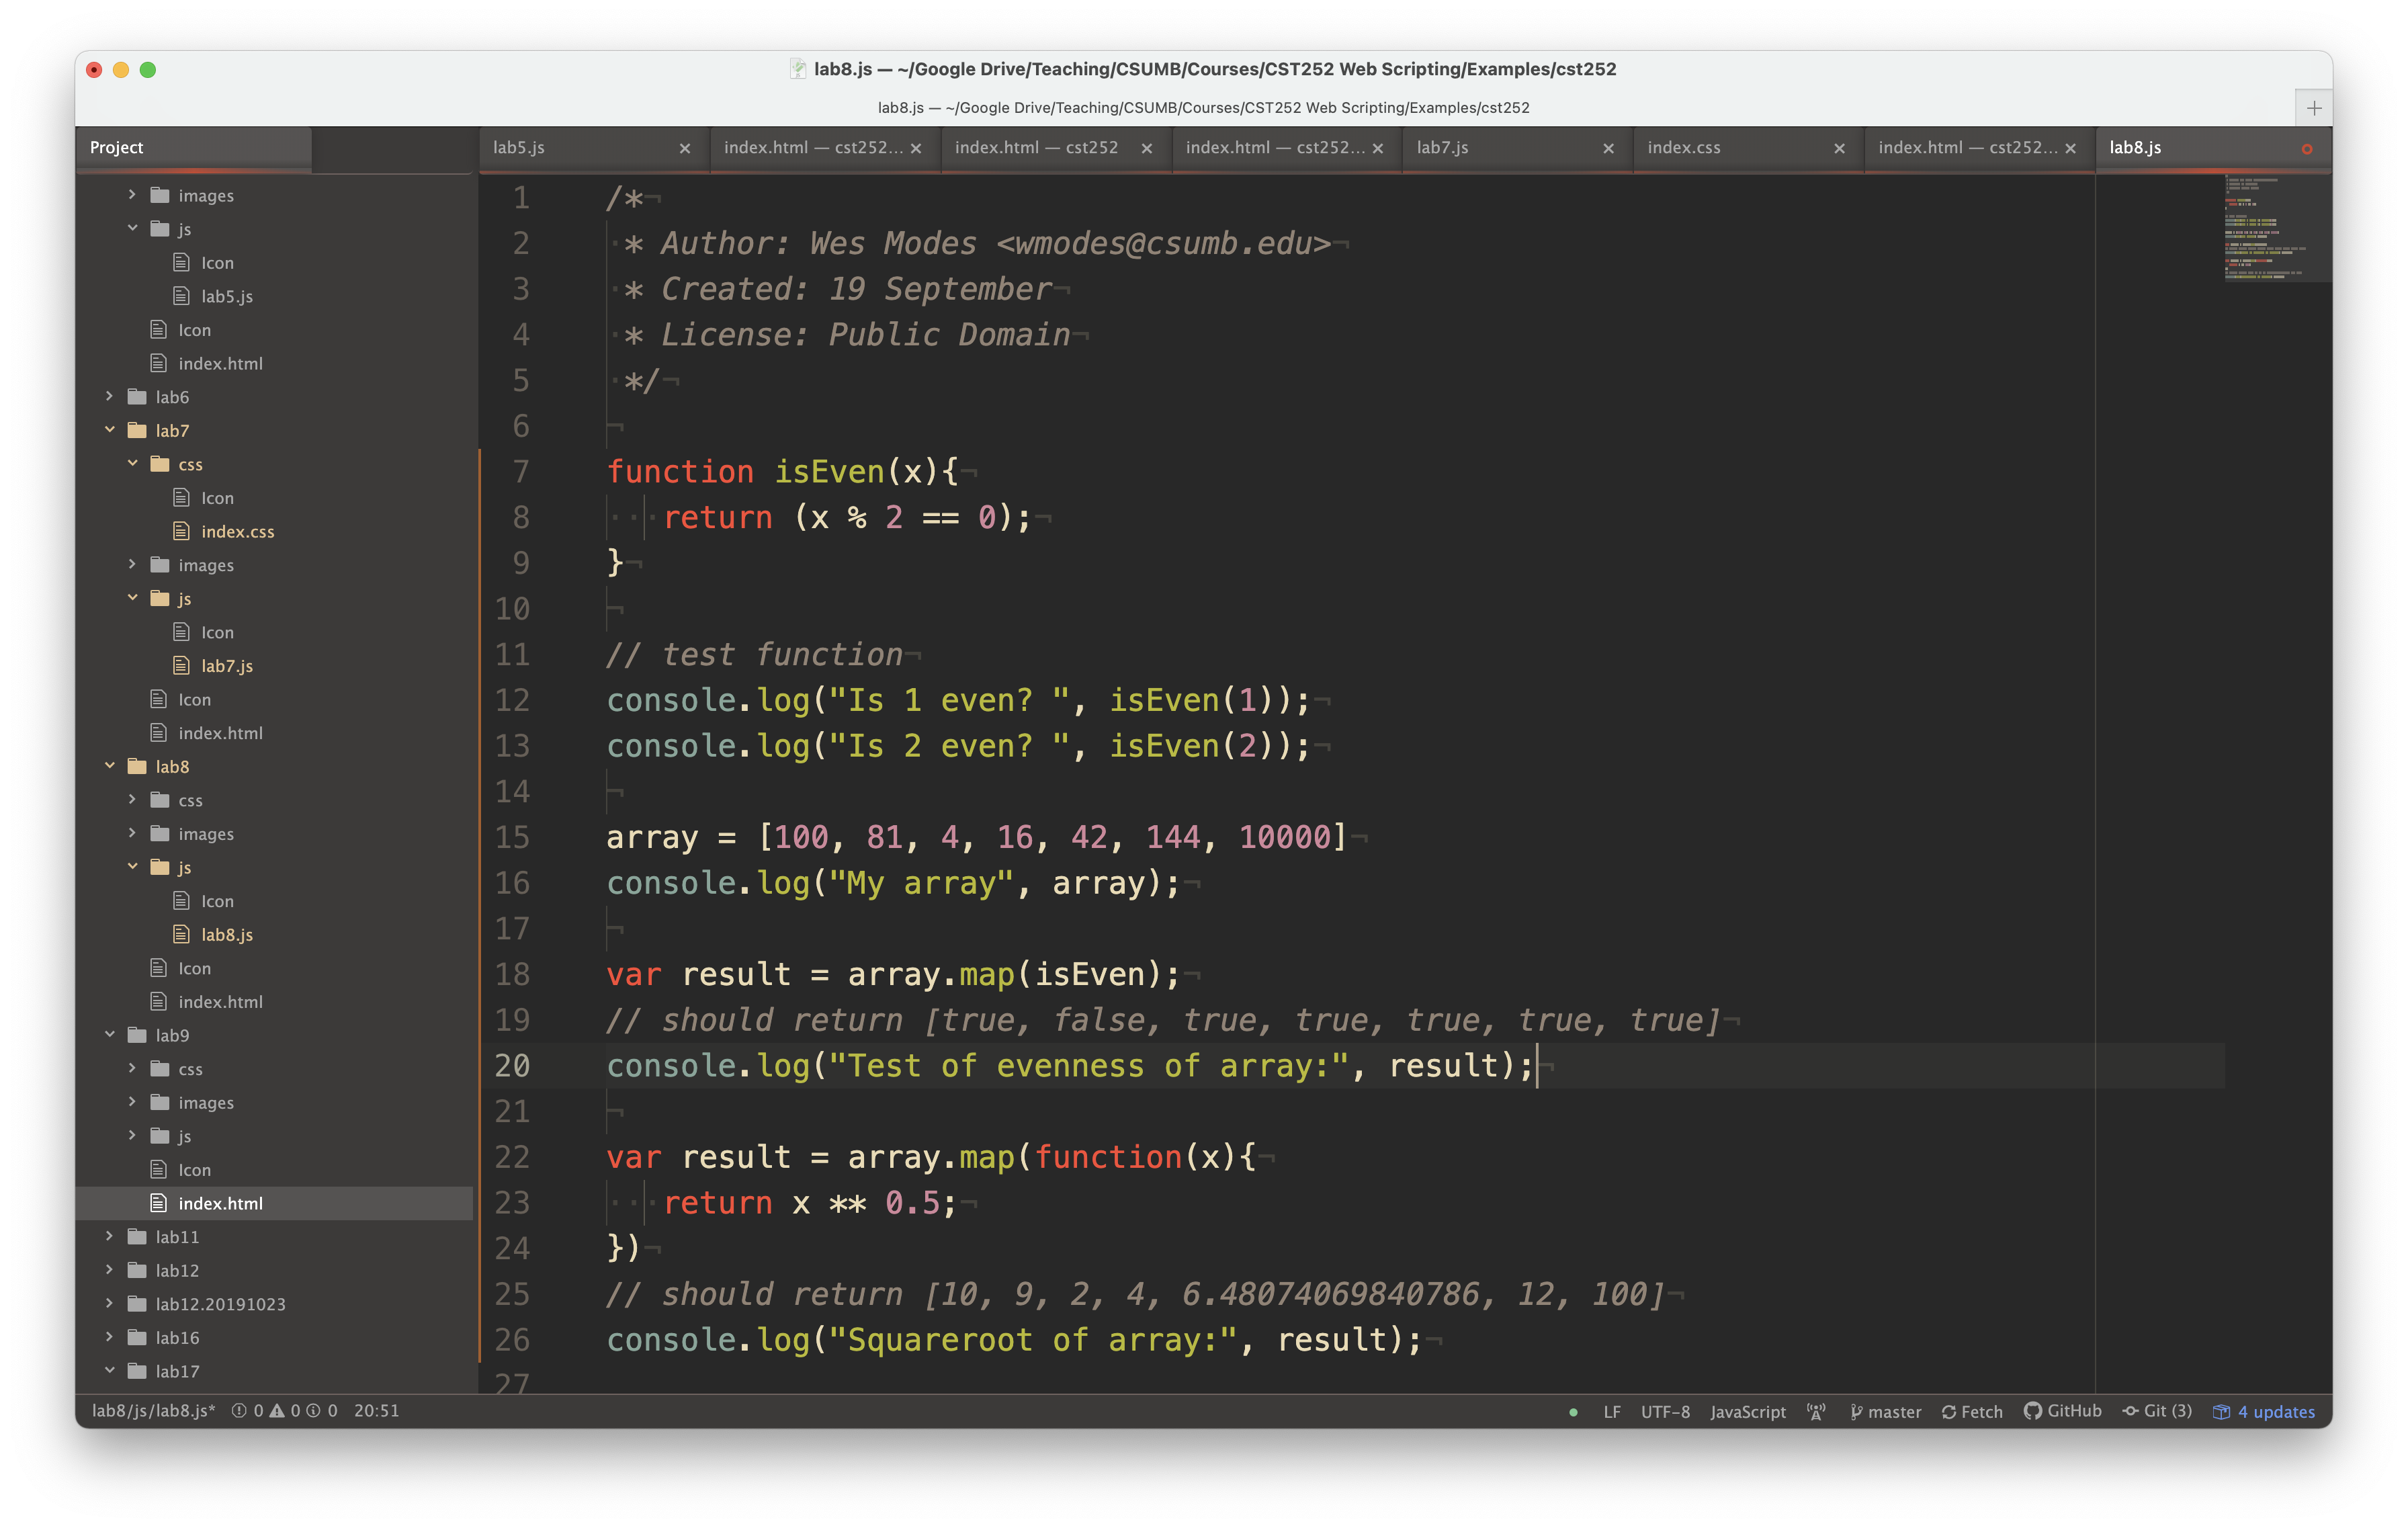 lab8.js — ~/Google Drive/Teaching/CSUMB/Courses/CST252 Web Scripting/Examples/cst252
lab8.js — ~/Google Drive/Teaching/CSUMB/Courses/CST252 Web Scripting/Examples/cst252
Project
lab5.js
index.html — cst252...
index.html — cst252
index.html — cst252...
lab7.js
index.css
index.html — cst252...
lab8.js
images
js
Icon
lab5.js
Icon
index.html
lab6
lab7
css
Icon
index.css
images
js
Icon
lab7.js
Icon
index.html
lab8
css
images
js
Icon
lab8.js
Icon
index.html
lab9
css
images
js
Icon
index.html
lab11
lab12
lab12.20191023
lab16
lab17
1 /*
2 * Author: Wes Modes <wmodes@csumb.edu>
3 * Created: 19 September
4 * License: Public Domain
5 */
6
7 function isEven(x){
8 return (x % 2 == 0);
9 }
10
11 // test function
12 console.log("Is 1 even? ", isEven(1));
13 console.log("Is 2 even? ", isEven(2));
14
15 array = [100, 81, 4, 16, 42, 144, 10000]
16 console.log("My array", array);
17
18 var result = array.map(isEven);
19 // should return [true, false, true, true, true, true, true]
20 console.log("Test of evenness of array:", result);
21
22 var result = array.map(function(x){
23 return x ** 0.5;
24 })
25 // should return [10, 9, 2, 4, 6.48074069840786, 12, 100]
26 console.log("Squareroot of array:", result);
27
lab8/js/lab8.js* 0 0 0 20:51
LF UTF-8 JavaScript master Fetch GitHub Git (3) 4 updates